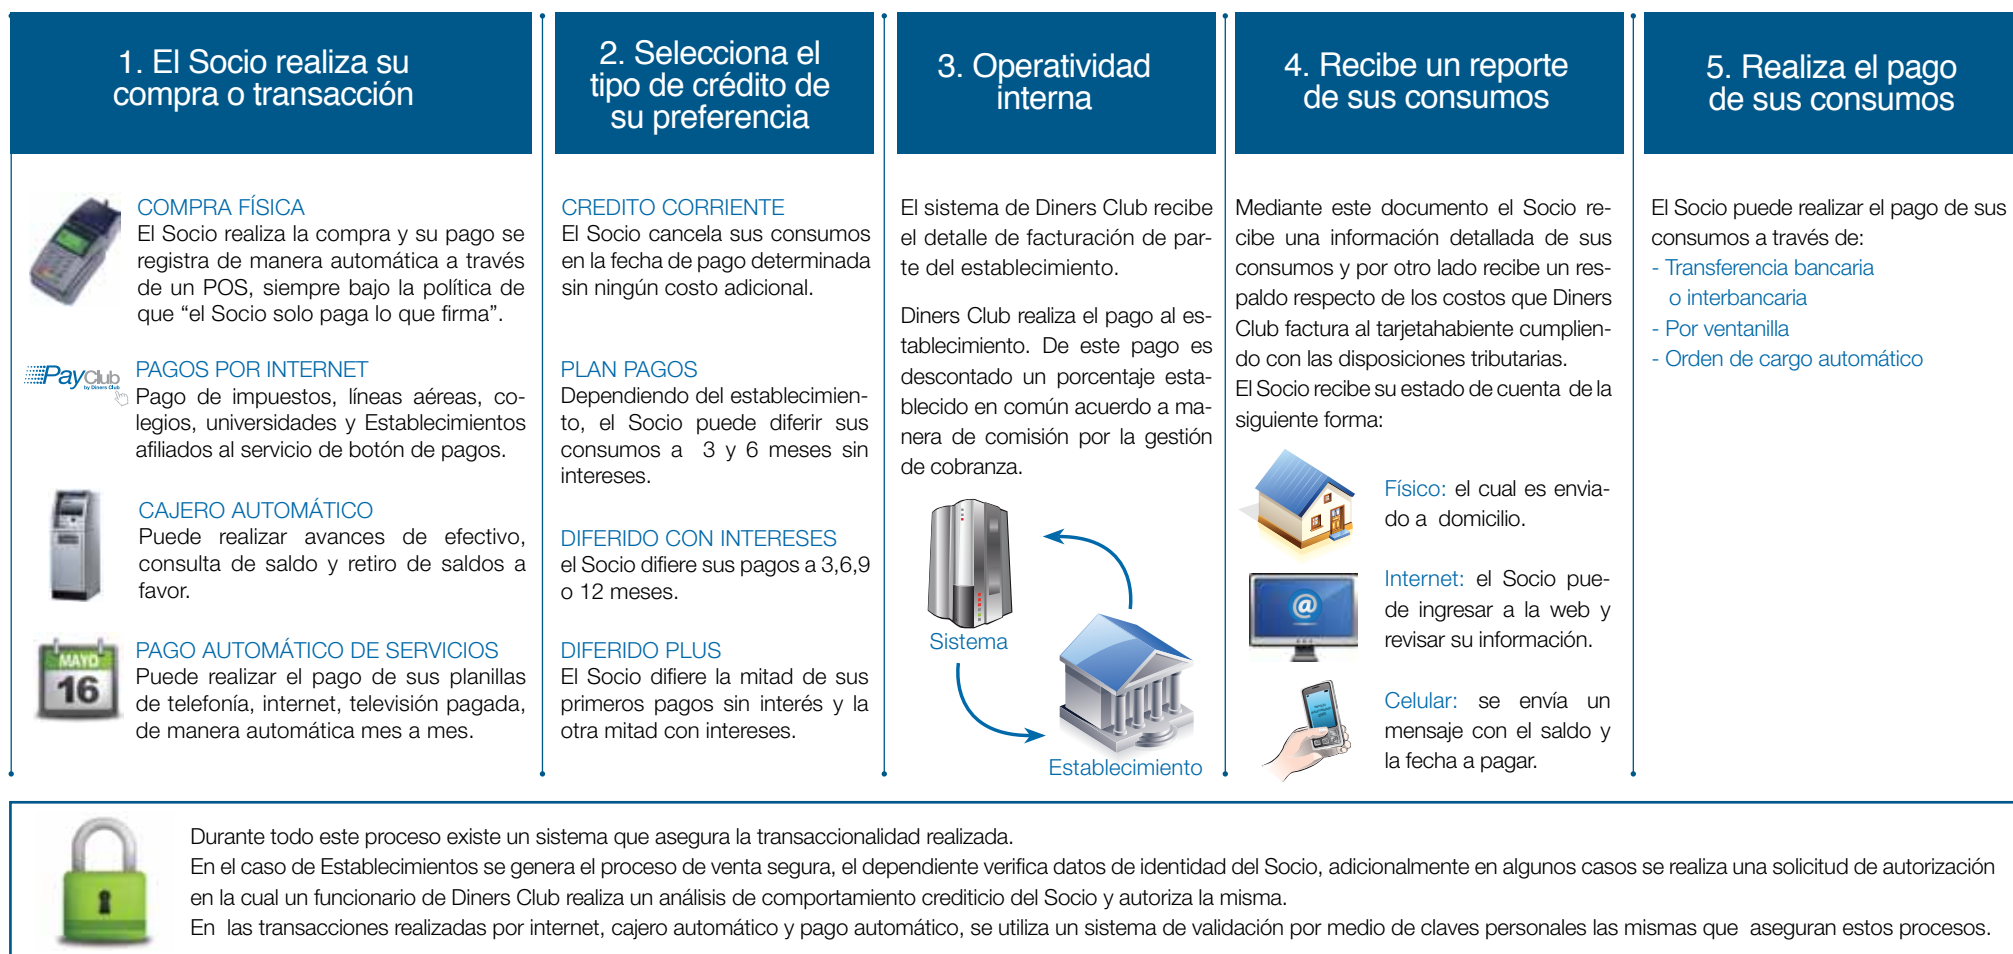 1. El Socio realiza su
compra o transacción
2. Selecciona el
tipo de crédito de
su preferencia
3. Operatividad
interna
4. Recibe un reporte
de sus consumos
5. Realiza el pago
de sus consumos
COMPRA FÍSICA
El Socio realiza la compra y su pago se
registra de manera automática a través
de un POS, siempre bajo la política de
que “el Socio solo paga lo que firma”.
PayClub
by Diners Club
PAGOS POR INTERNET
Pago de impuestos, líneas aéreas, co-
legios, universidades y Establecimientos
afiliados al servicio de botón de pagos.
CAJERO AUTOMÁTICO
Puede realizar avances de efectivo,
consulta de saldo y retiro de saldos a
favor.
MAYO
16
PAGO AUTOMÁTICO DE SERVICIOS
Puede realizar el pago de sus planillas
de telefonía, internet, televisión pagada,
de manera automática mes a mes.
CREDITO CORRIENTE
El Socio cancela sus consumos
en la fecha de pago determinada
sin ningún costo adicional.
PLAN PAGOS
Dependiendo del establecimien-
to, el Socio puede diferir sus
consumos a 3 y 6 meses sin
intereses.
DIFERIDO CON INTERESES
el Socio difiere sus pagos a 3,6,9
o 12 meses.
DIFERIDO PLUS
El Socio difiere la mitad de sus
primeros pagos sin interés y la
otra mitad con intereses.
El sistema de Diners Club recibe
el detalle de facturación de par-
te del establecimiento.
Diners Club realiza el pago al es-
tablecimiento. De este pago es
descontado un porcentaje esta-
blecido en común acuerdo a ma-
nera de comisión por la gestión
de cobranza.
Sistema
Establecimiento
Mediante este documento el Socio re-
cibe una información detallada de sus
consumos y por otro lado recibe un res-
paldo respecto de los costos que Diners
Club factura al tarjetahabiente cumplien-
do con las disposiciones tributarias.
El Socio recibe su estado de cuenta de la
siguiente forma:
Físico: el cual es envia-
do a domicilio.
@
Internet: el Socio pue-
de ingresar a la web y
revisar su información.
Celular: se envía un
mensaje con el saldo y
la fecha a pagar.
El Socio puede realizar el pago de sus
consumos a través de:
- Transferencia bancaria
o interbancaria
- Por ventanilla
- Orden de cargo automático
Durante todo este proceso existe un sistema que asegura la transaccionalidad realizada.
En el caso de Establecimientos se genera el proceso de venta segura, el dependiente verifica datos de identidad del Socio, adicionalmente en algunos casos se realiza una solicitud de autorización
en la cual un funcionario de Diners Club realiza un análisis de comportamiento crediticio del Socio y autoriza la misma.
En las transacciones realizadas por internet, cajero automático y pago automático, se utiliza un sistema de validación por medio de claves personales las mismas que aseguran estos procesos.